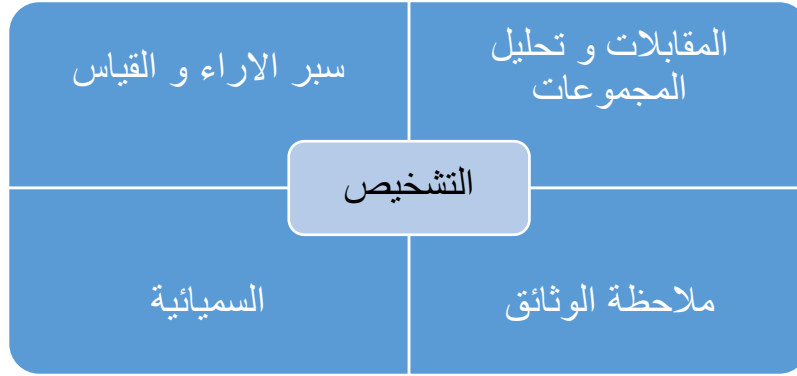 المقابلات و تحليل
المجموعات
سبر الاراء و القياس
التشخيص
ملاحظة الوثائق
السميائية